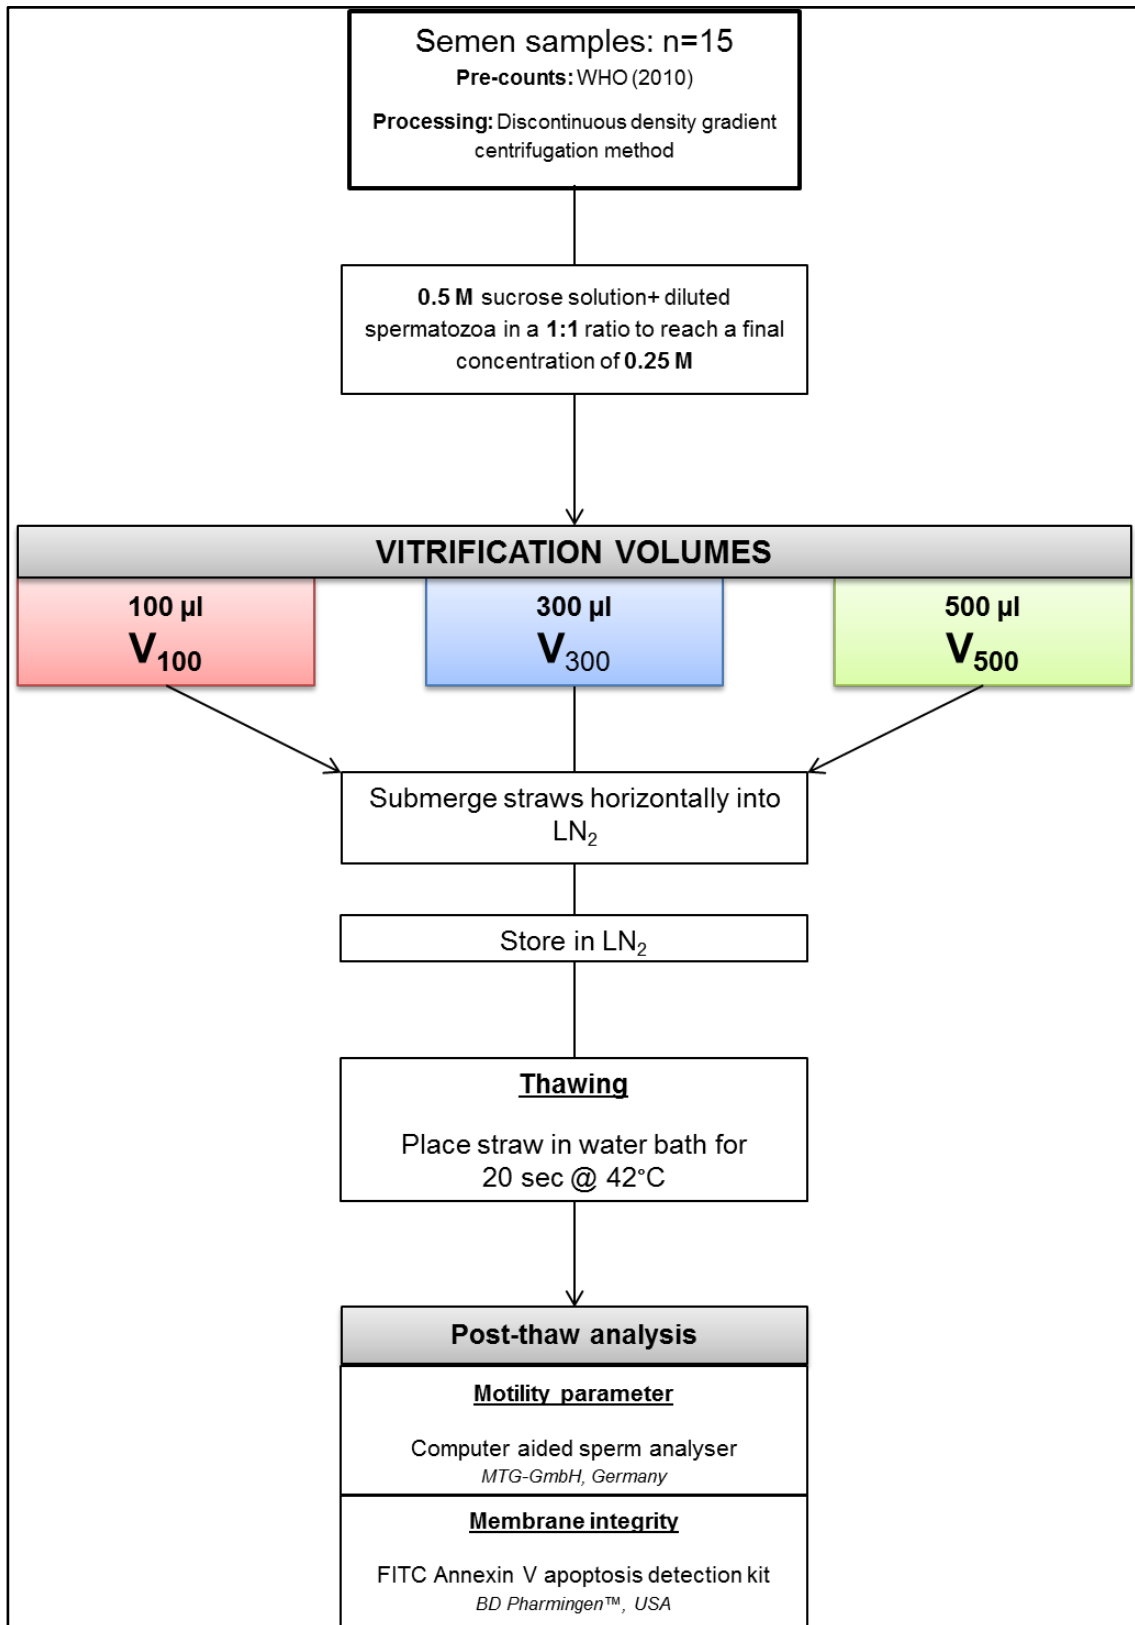 Semen samples: n=15
Pre-counts: WHO (2010)
Processing: Discontinuous density gradient
centrifugation method
0.5 M sucrose solution+ diluted
spermatozoa in a 1:1 ratio to reach a final
concentration of 0.25 M
VITRIFICATION VOLUMES
100 µl
V100
300 µl
V300
500 µl
V500
Submerge straws horizontally into
LN2
Store in LN2
Thawing
Place straw in water bath for
20 sec @ 42°C
Post-thaw analysis
Motility parameter
Computer aided sperm analyser
MTG-GmbH, Germany
Membrane integrity
FITC Annexin V apoptosis detection kit
BD Pharmingen™, USA